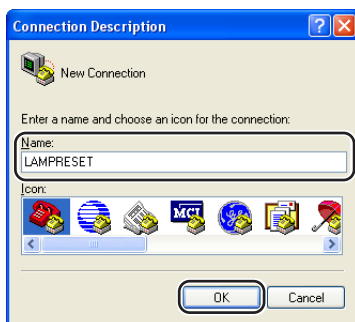 Connection Description
New Connection
Enter a name and choose an icon for the connection:
Name:
LAMPRESET
Icon:
MCI
OK
Cancel